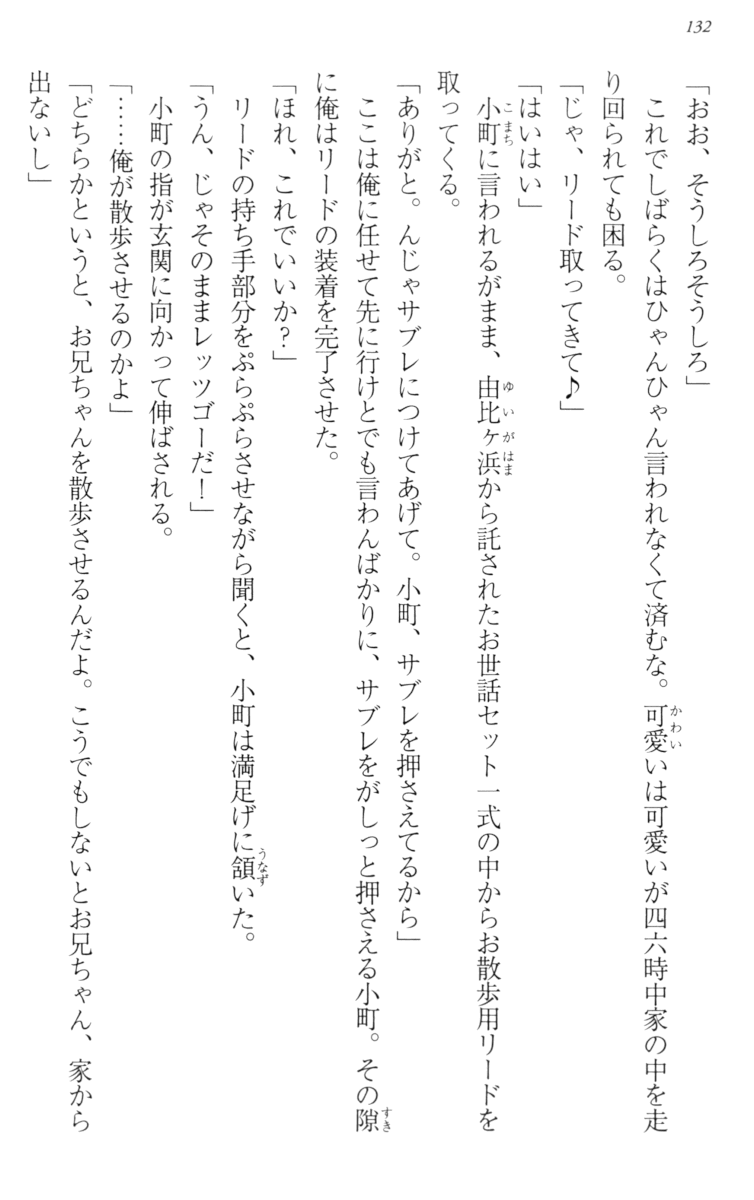 132
「おお、そうしろそうしろ」
これでしばらくはひゃんひゃん言われなくて済むな。可愛いは可愛いが四六時中家の中を走
り回られても困る。
「じゃ、リード取ってきて♪」
「はいはい」
小町に言われるがまま、由比ヶ浜から託されたお世話セット一式の中からお散歩用リードを
取ってくる。
「ありがと。んじゃサブレにつけてあげて。小町、サブレを押さえてるから」
ここは俺に任せて先に行けとでも言わんばかりに、サブレをがしっと押さえる小町。その隙
に俺はリードの装着を完了させた。
「ほれ、これでいいか?」
リードの持ち手部分をぷらぷらさせながら聞くと、小町は満足げに頷いた。
「うん、じゃそのままレッツゴーだ!」
小町の指が玄関に向かって伸ばされる。
「……俺が散歩させるのかよ」
「どちらかというと、お兄ちゃんを散歩させるんだよ。こうでもしないとお兄ちゃん、家から
出ないし」